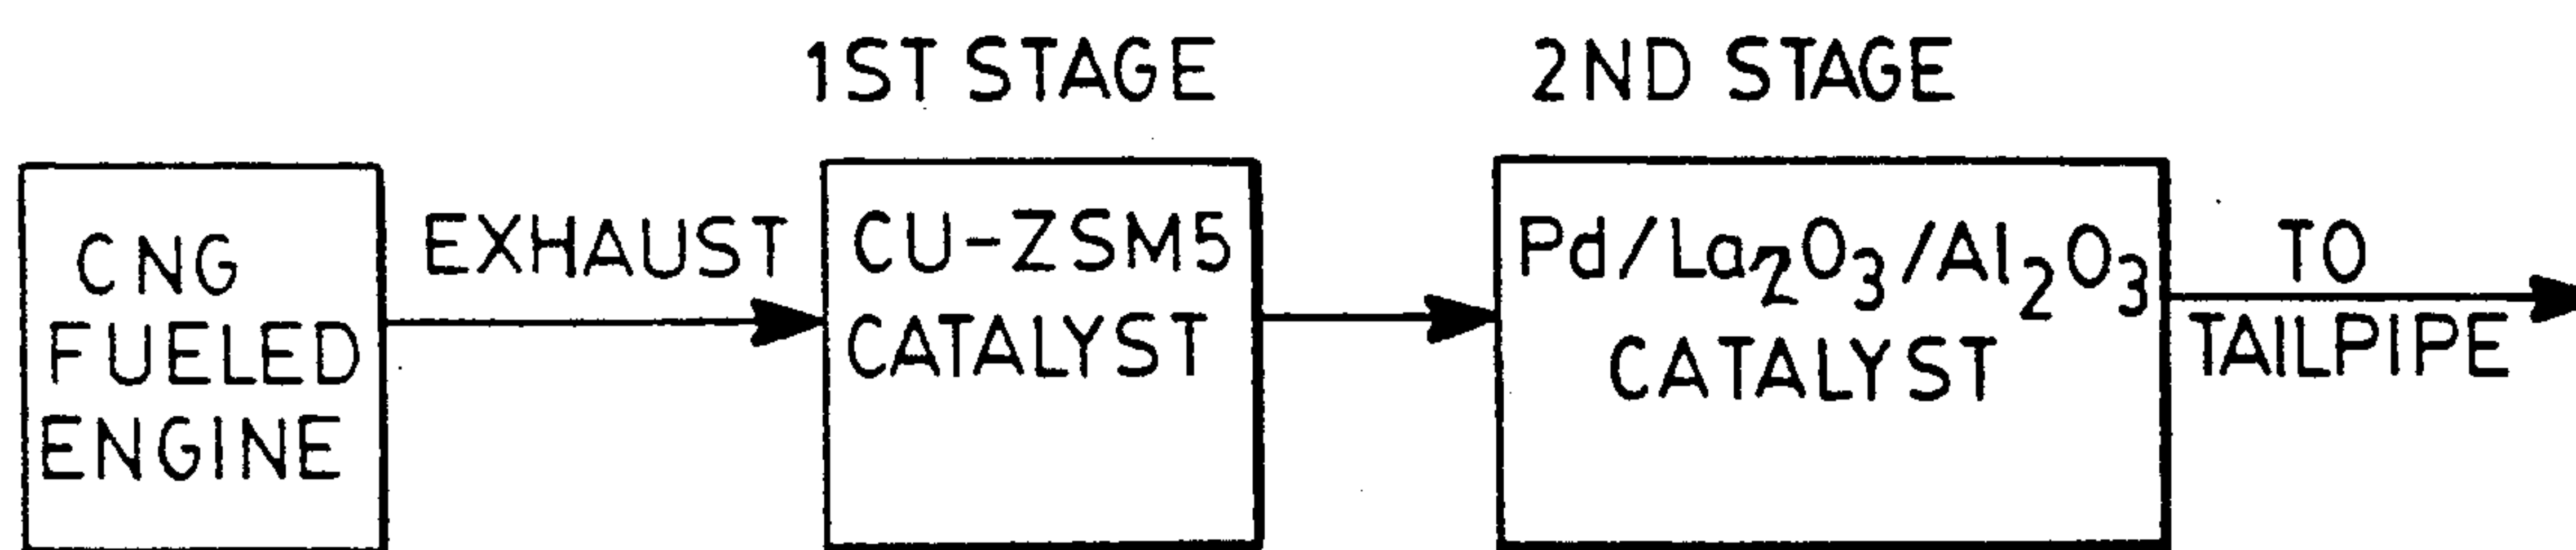 1ST STAGE
2ND STAGE
CNG
FUELED
ENGINE
EXHAUST
CU-ZSM5
CATALYST
Pd/La₂O₃/Al₂O₃
CATALYST
TO
TAILPIPE